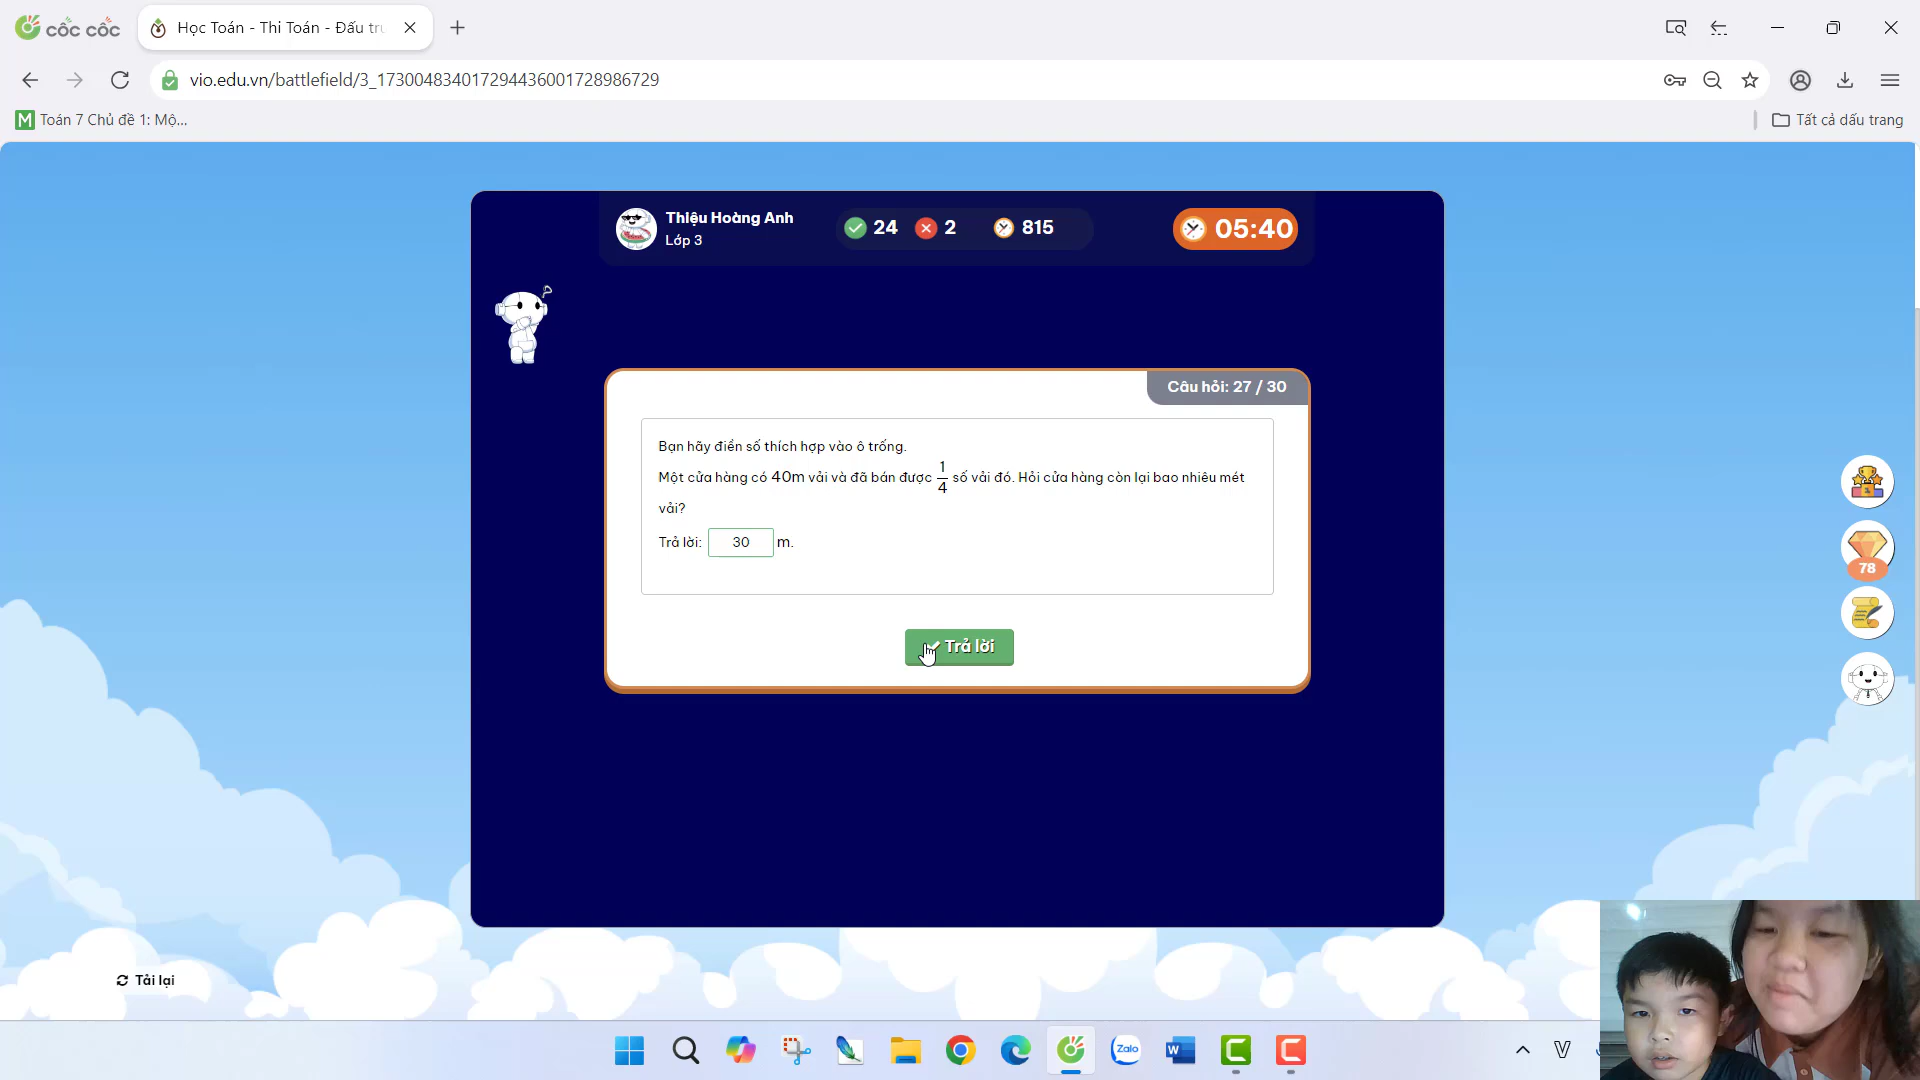 cốc cốc
Học Toán - Thi Toán - Đấu trư
vio.edu.vn/battlefield/3_17300483401729443600172898​6729
M Toán 7 Chủ đề 1: Mộ...
Tất cả dấu trang
Thiệu Hoàng Anh
Lớp 3
24
2
815
05:40
Câu hỏi: 27 / 30
Bạn hãy điền số thích hợp vào ô trống.
Một cửa hàng có 40m vải và đã bán được 1/4 số vải đó. Hỏi cửa hàng còn lại bao nhiêu mét
vải?
Trả lời: 30 m.
Trả lời
78
Tải lại
Zalo
W
V